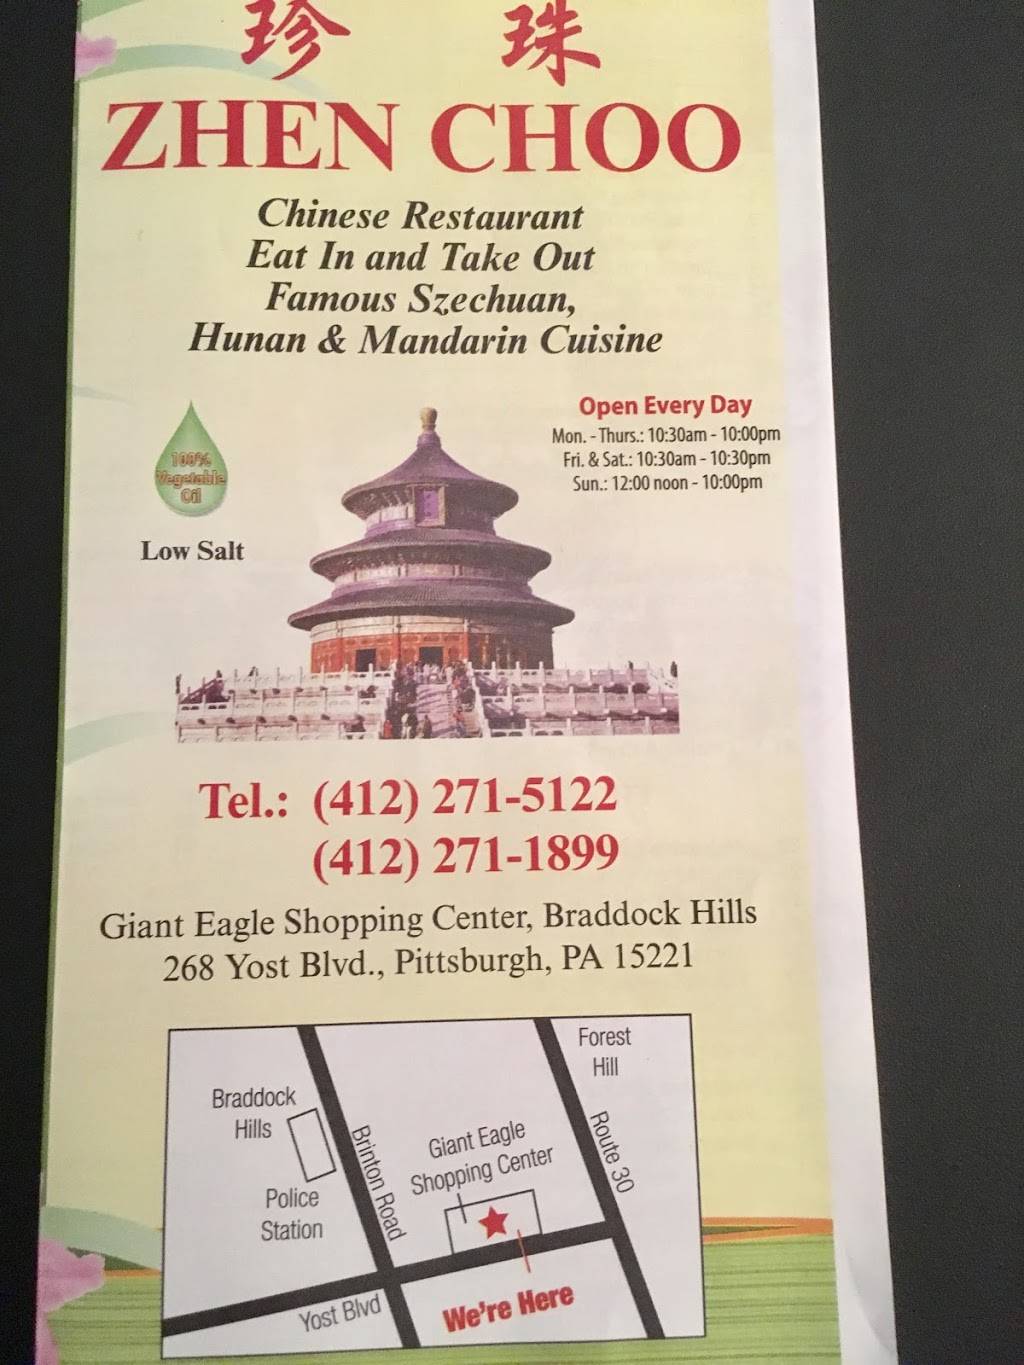 珍 珠
ZHEN CHOO
Chinese Restaurant
Eat In and Take Out
Famous Szechuan,
Hunan & Mandarin Cuisine
Open Every Day
Mon. - Thurs.: 10:30am - 10:00pm
Fri. & Sat.: 10:30am - 10:30pm
Sun.: 12:00 noon - 10:00pm
100%
Vegetable
Oil
Low Salt
Tel.: (412) 271-5122
(412) 271-1899
Giant Eagle Shopping Center, Braddock Hills
268 Yost Blvd., Pittsburgh, PA 15221
Forest
Hill
Braddock
Hills
Police
Station
Brinton Road
Giant Eagle
Shopping Center
Route 30
Yost Blvd
We're Here